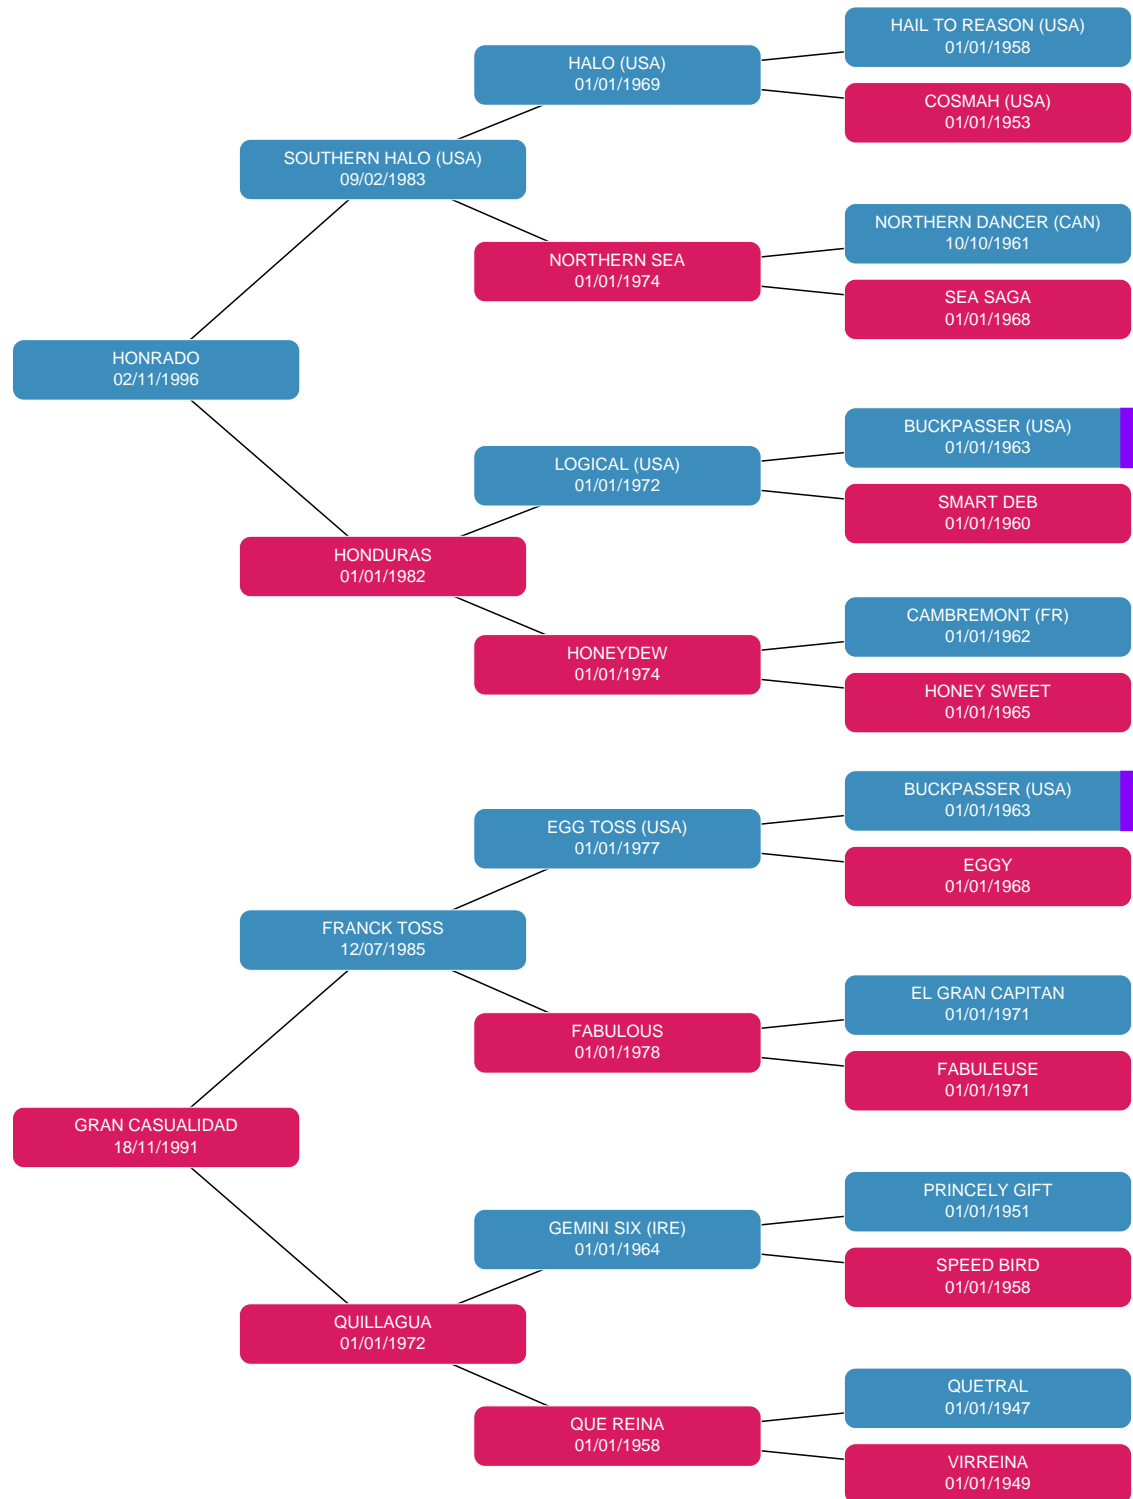 HAIL TO REASON (USA)
01/01/1958
HALO (USA)
01/01/1969
COSMAH (USA)
01/01/1953
SOUTHERN HALO (USA)
09/02/1983
NORTHERN DANCER (CAN)
10/10/1961
NORTHERN SEA
01/01/1974
SEA SAGA
01/01/1968
HONRADO
02/11/1996
BUCKPASSER (USA)
01/01/1963
LOGICAL (USA)
01/01/1972
SMART DEB
01/01/1960
HONDURAS
01/01/1982
CAMBREMONT (FR)
01/01/1962
HONEYDEW
01/01/1974
HONEY SWEET
01/01/1965
BUCKPASSER (USA)
01/01/1963
EGG TOSS (USA)
01/01/1977
EGGY
01/01/1968
FRANCK TOSS
12/07/1985
EL GRAN CAPITAN
01/01/1971
FABULOUS
01/01/1978
FABULEUSE
01/01/1971
GRAN CASUALIDAD
18/11/1991
PRINCELY GIFT
01/01/1951
GEMINI SIX (IRE)
01/01/1964
SPEED BIRD
01/01/1958
QUILLAGUA
01/01/1972
QUETRAL
01/01/1947
QUE REINA
01/01/1958
VIRREINA
01/01/1949